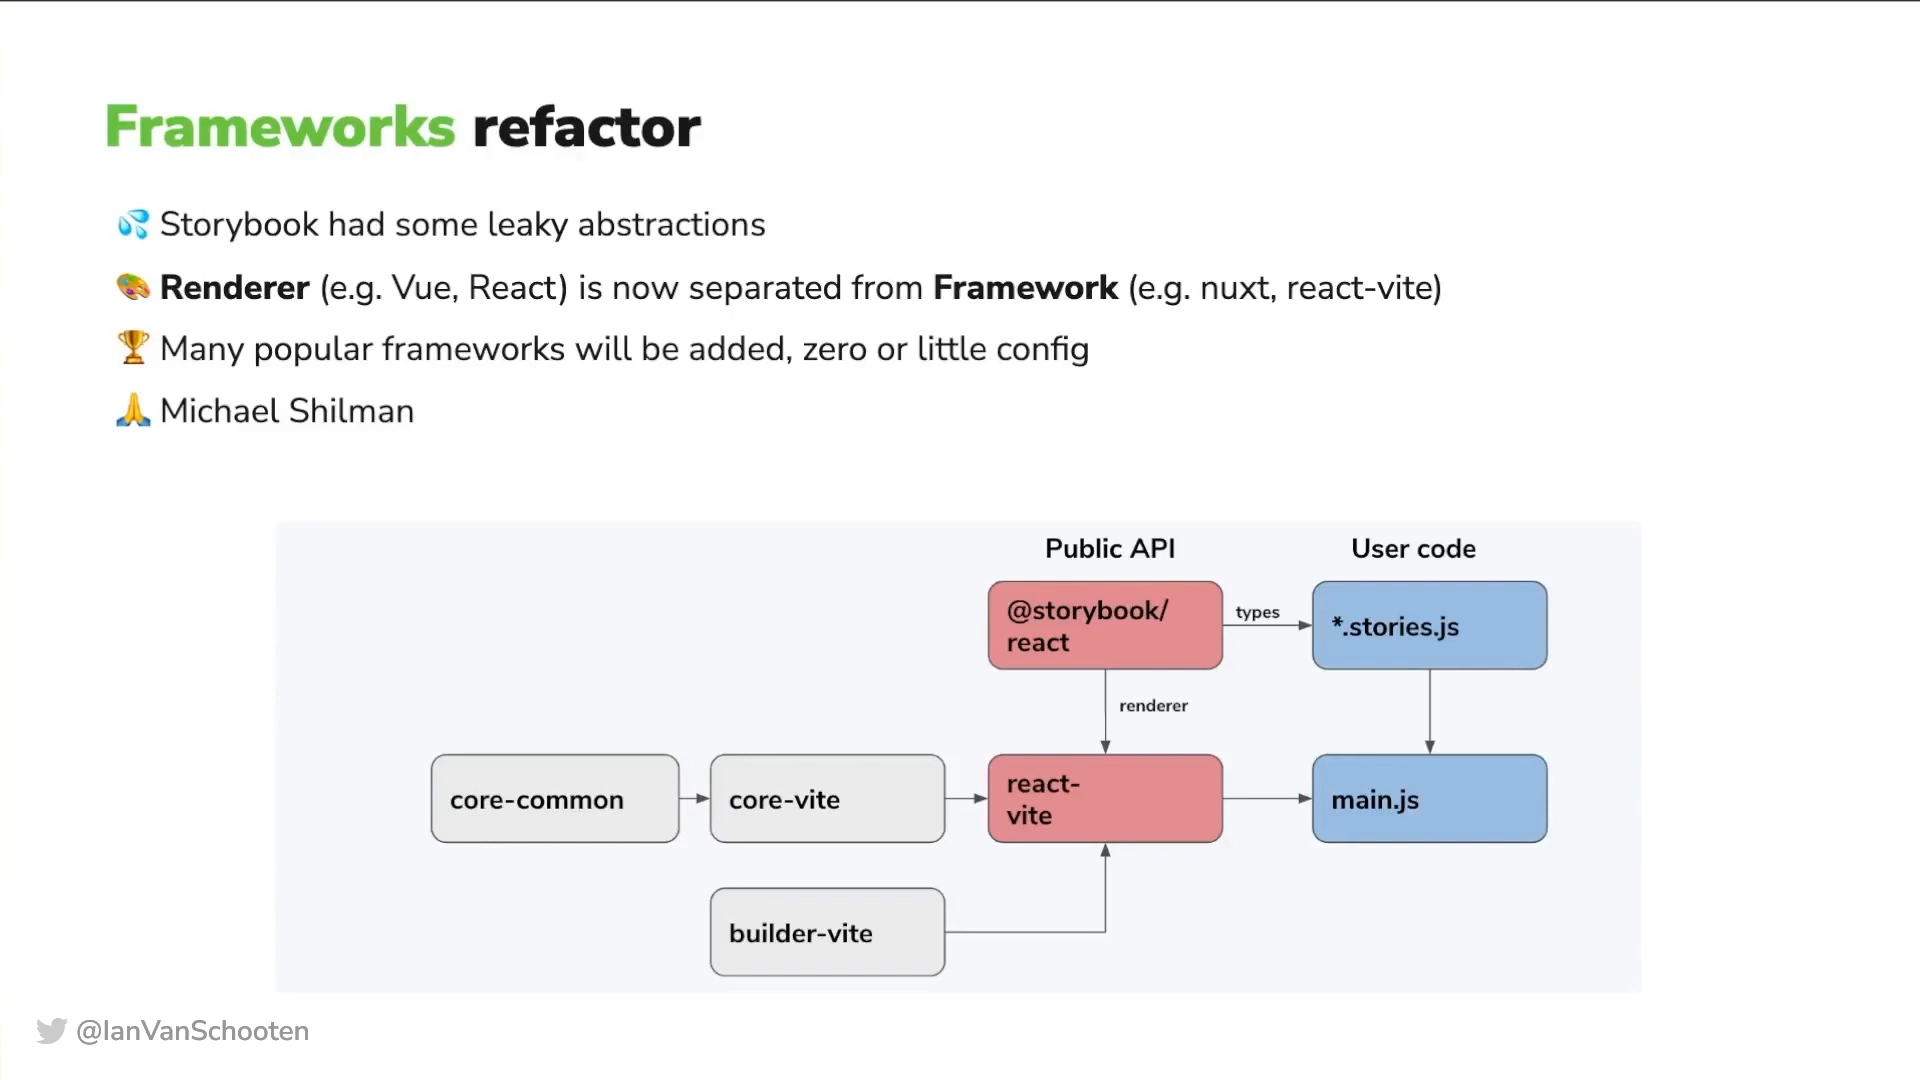 Frameworks refactor
💦 Storybook had some leaky abstractions
🎨 Renderer (e.g. Vue, React) is now separated from Framework (e.g. nuxt, react-vite)
🏆 Many popular frameworks will be added, zero or little config
🙏 Michael Shilman
Public API
User code
@storybook/
react
types
*.stories.js
renderer
core-common
core-vite
react-
vite
main.js
builder-vite
@IanVanSchooten